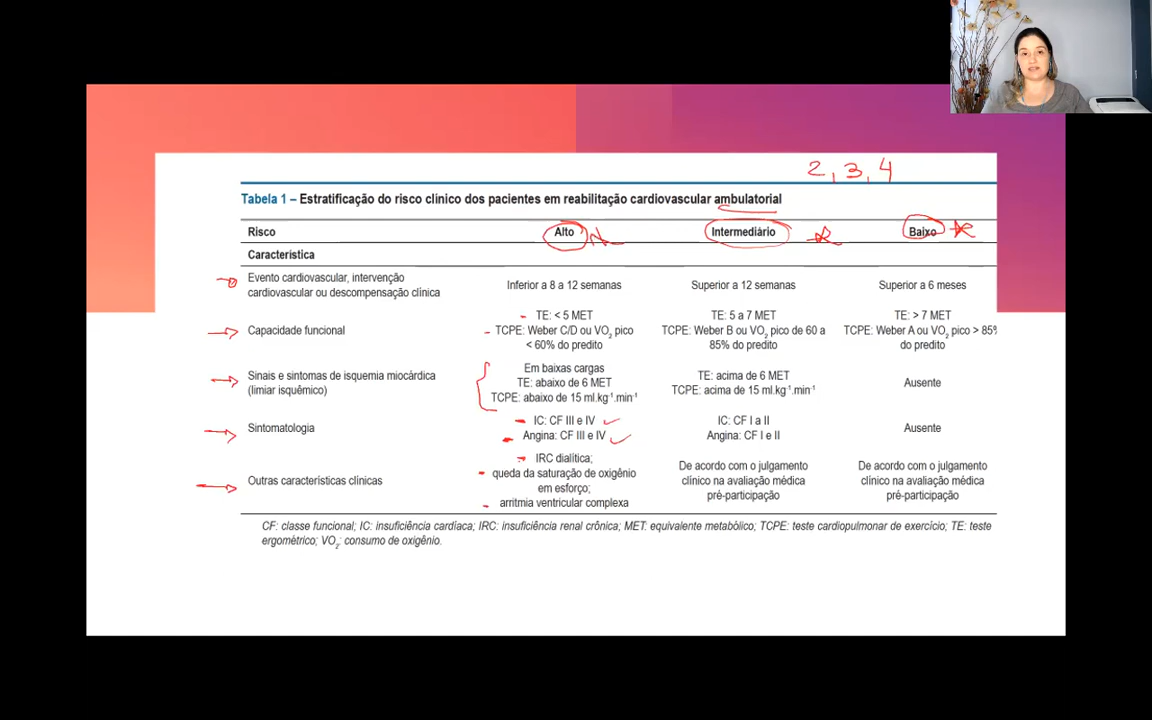 2, 3, 4
Tabela 1 – Estratificação do risco clínico dos pacientes em reabilitação cardiovascular ambulatorial
Risco Alto Intermediário Baixo
Característica
Evento cardiovascular, intervenção
cardiovascular ou descompensação clínica
Inferior a 8 a 12 semanas
Superior a 12 semanas
Superior a 6 meses
Capacidade funcional
TE: < 5 MET
TCPE: Weber C/D ou VO2 pico
< 60% do predito
TE: 5 a 7 MET
TCPE: Weber B ou VO2 pico de 60 a
85% do predito
TE: > 7 MET
TCPE: Weber A ou VO2 pico > 85%
do predito
Sinais e sintomas de isquemia miocárdica
(limiar isquêmico)
Em baixas cargas
TE: abaixo de 6 MET
TCPE: abaixo de 15 ml.kg-1.min-1
TE: acima de 6 MET
TCPE: acima de 15 ml.kg-1.min-1
Ausente
Sintomatologia
IC: CF III e IV
Angina: CF III e IV
IC: CF I a II
Angina: CF I e II
Ausente
Outras características clínicas
IRC dialítica;
queda da saturação de oxigênio
em esforço;
arritmia ventricular complexa
De acordo com o julgamento
clínico na avaliação médica
pré-participação
De acordo com o julgamento
clínico na avaliação médica
pré-participação
CF: classe funcional; IC: insuficiência cardíaca; IRC: insuficiência renal crônica; MET: equivalente metabólico; TCPE: teste cardiopulmonar de exercício; TE: teste
ergométrico; VO2: consumo de oxigênio.